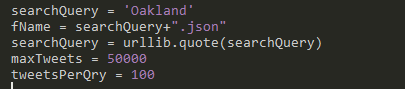 searchQuery = 'Oakland'
fName = searchQuery+".json"
searchQuery = urllib.quote(searchQuery)
maxTweets = 50000
tweetsPerQry = 100